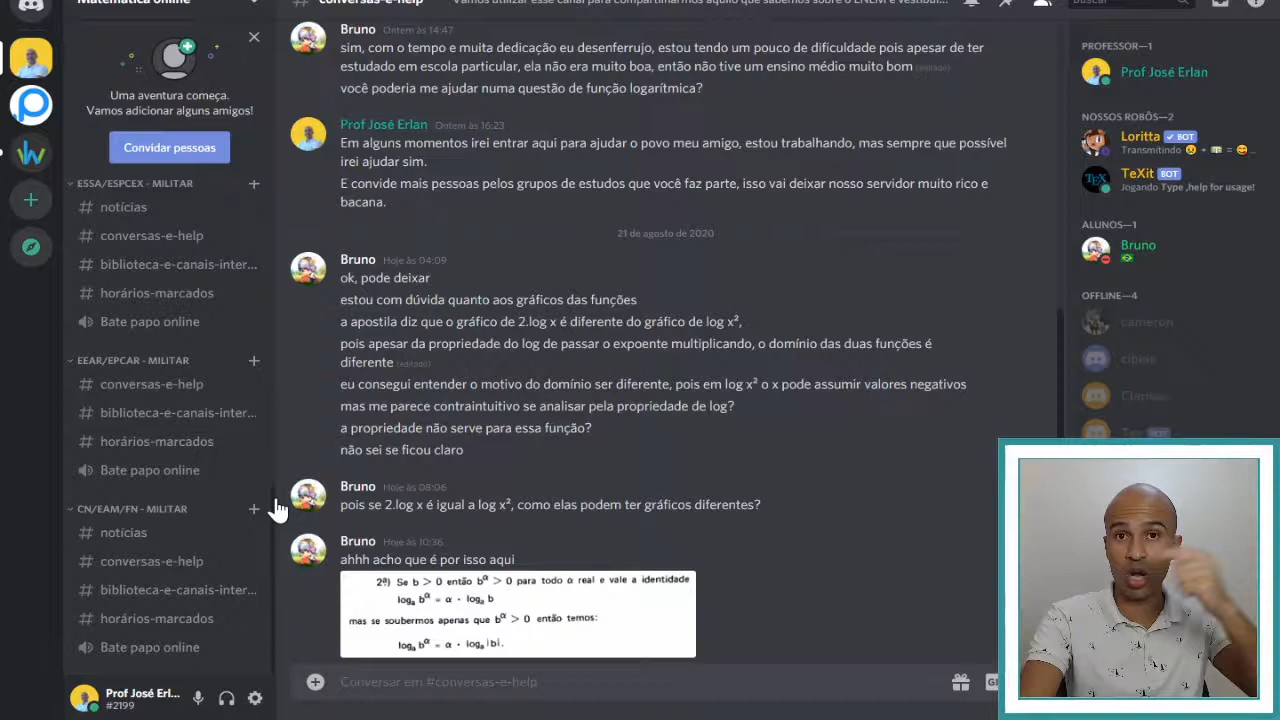 Matemática online
conversas-e-help
Vamos utilizar esse canal para compartilharmos aquilo que sabemos sobre o ENEM e vestibul...
Buscar
Uma aventura começa.
Vamos adicionar alguns amigos!
Convidar pessoas
ESSA/ESPCEX - MILITAR
# notícias
# conversas-e-help
# biblioteca-e-canais-inter...
# horários-marcados
Bate papo online
EEAR/EPCAR - MILITAR
# conversas-e-help
# biblioteca-e-canais-inter...
# horários-marcados
Bate papo online
CN/EAM/FN - MILITAR
# notícias
# conversas-e-help
# biblioteca-e-canais-inter...
# horários-marcados
Bate papo online
Prof José Erl...
#2199
Bruno Ontem às 14:47
sim, com o tempo e muita dedicação eu desenferrujo, estou tendo um pouco de dificuldade pois apesar de ter
estudado em escola particular, ela não era muito boa, então não tive um ensino médio muito bom (editado)
você poderia me ajudar numa questão de função logarítmica?
Prof José Erlan Ontem às 16:23
Em alguns momentos irei entrar aqui para ajudar o povo meu amigo, estou trabalhando, mas sempre que possível
irei ajudar sim.
E convide mais pessoas pelos grupos de estudos que você faz parte, isso vai deixar nosso servidor muito rico e
bacana.
21 de agosto de 2020
Bruno Hoje às 04:09
ok, pode deixar
estou com dúvida quanto aos gráficos das funções
a apostila diz que o gráfico de 2.log x é diferente do gráfico de log x²,
pois apesar da propriedade do log de passar o expoente multiplicando, o domínio das duas funções é
diferente (editado)
eu consegui entender o motivo do domínio ser diferente, pois em log x² o x pode assumir valores negativos
mas me parece contraintuitivo se analisar pela propriedade de log?
a propriedade não serve para essa função?
não sei se ficou claro
Bruno Hoje às 08:06
pois se 2.log x é igual a log x², como elas podem ter gráficos diferentes?
Bruno Hoje às 10:36
ahhh acho que é por isso aqui
2ª) Se b > 0 então b^α > 0 para todo α real e vale a identidade
logₐ b^α = α · logₐ b
mas se soubermos apenas que b^α > 0 então temos:
logₐ b^α = α · logₐ |b|.
Conversar em #conversas-e-help
PROFESSOR—1
Prof José Erlan
NOSSOS ROBÔS—2
Loritta BOT
Transmitindo
TeXit BOT
Jogando Type ,help for usage!
ALUNOS—1
Bruno
OFFLINE—4
cameron
cibele